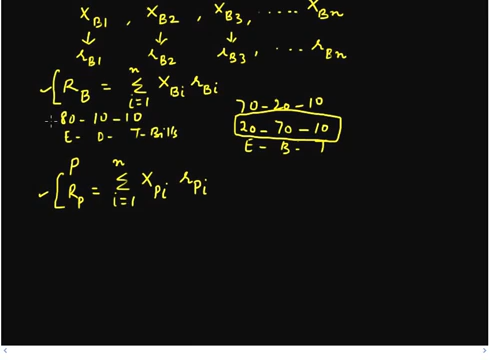 X_B1 , X_B2 , X_B3 , ..... X_Bn
↓ ↓ ↓
r_B1 r_B2 r_B3 , ... r_Bn
✓ [ R_B = Σ_{i=1}^{n} X_Bi r_Bi
80-10-10
E- D- T-Bills
70-20-10
20-70-10
E - B - T
P
✓ [ R_p = Σ_{i=1}^{n} X_pi r_pi